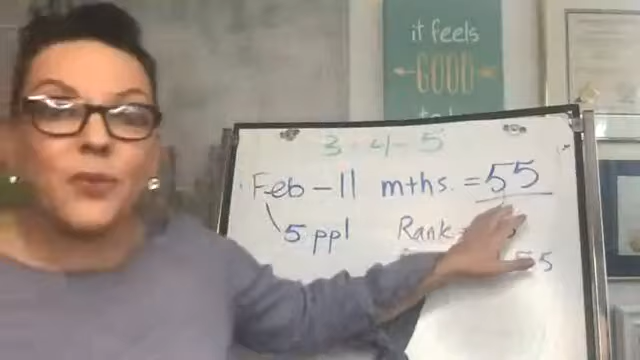 it feels
GOOD
3 - 4 - 5
Feb - 11 mths. = 55
5 ppl Rank =
55